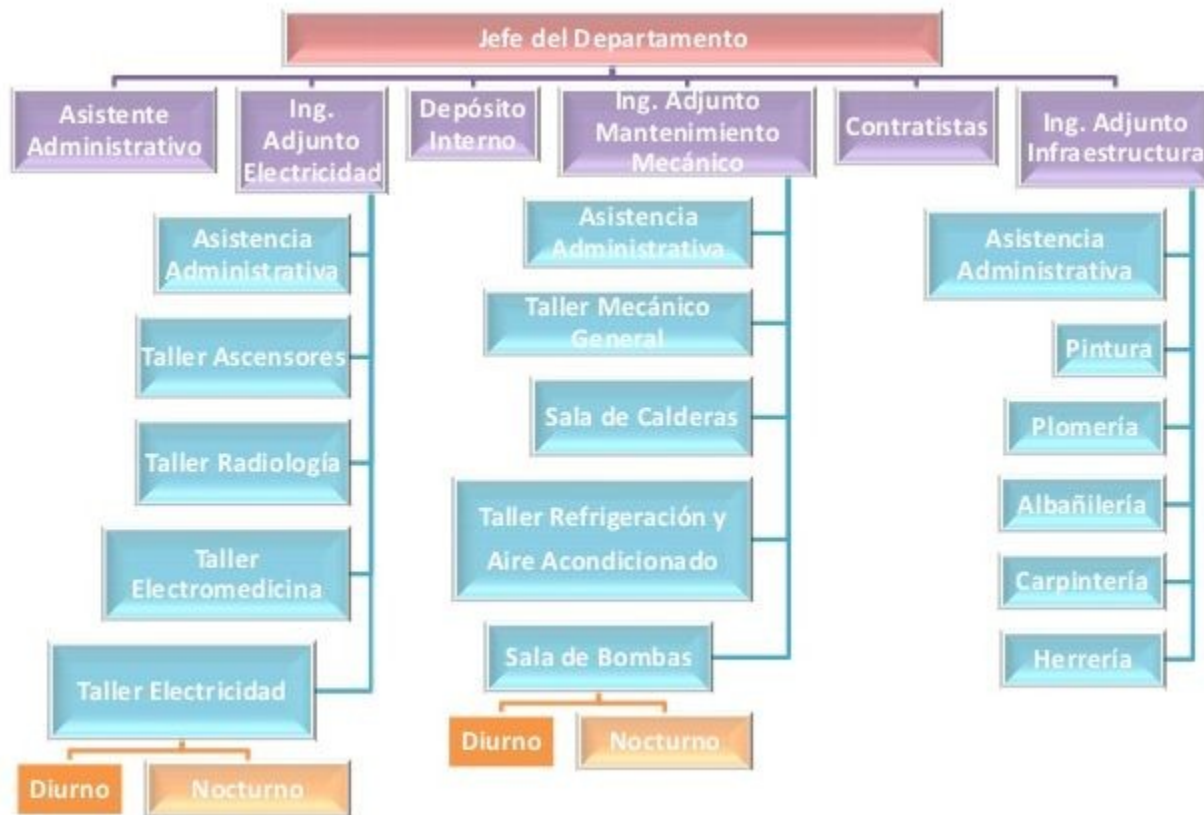 Jefe del Departamento
Asistente
Administrativo
Ing.
Adjunto
Electricidad
Depósito
Interno
Ing. Adjunto
Mantenimiento
Mecánico
Contratistas
Ing. Adjunto
Infraestructura
Asistencia
Administrativa
Taller Ascensores
Taller Radiología
Taller
Electromedicina
Taller Electricidad
Diurno
Nocturno
Asistencia
Administrativa
Taller Mecánico
General
Sala de Calderas
Taller Refrigeración y
Aire Acondicionado
Sala de Bombas
Diurno
Nocturno
Asistencia
Administrativa
Pintura
Plomería
Albañilería
Carpintería
Herrería